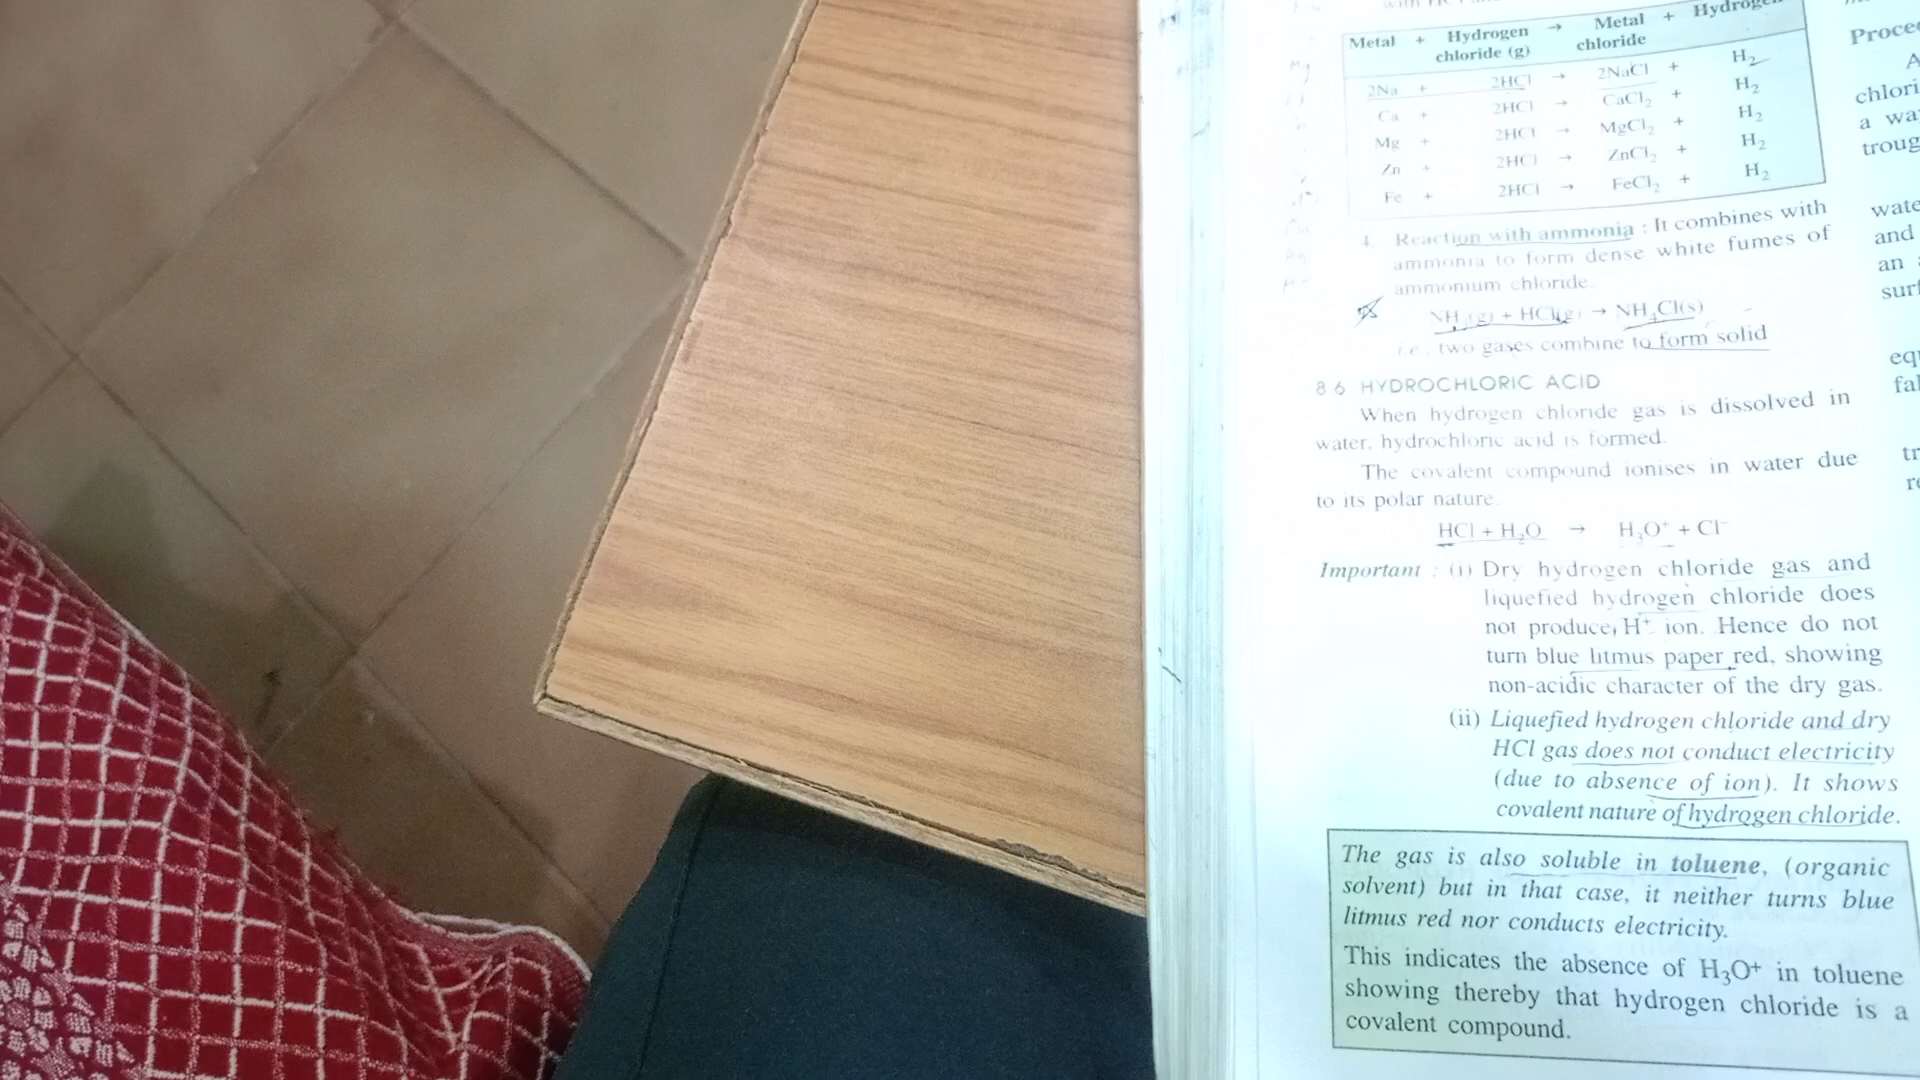 Metal + Hydrogen → Metal + Hydrogen
chloride (g) chloride
2Na + 2HCl → 2NaCl + H₂
Ca + 2HCl → CaCl₂ + H₂
Mg + 2HCl → MgCl₂ + H₂
Zn + 2HCl → ZnCl₂ + H₂
Fe + 2HCl → FeCl₂ + H₂
4. Reaction with ammonia : It combines with
ammonia to form dense white fumes of
ammonium chloride.
NH₃(g) + HCl(g) → NH₄Cl(s)
i.e., two gases combine to form solid
8.6 HYDROCHLORIC ACID
When hydrogen chloride gas is dissolved in
water, hydrochloric acid is formed.
The covalent compound ionises in water due
to its polar nature.
HCl + H₂O → H₃O⁺ + Cl⁻
Important : (i) Dry hydrogen chloride gas and
liquefied hydrogen chloride does
not produce H⁺ ion. Hence do not
turn blue litmus paper red, showing
non-acidic character of the dry gas.
(ii) Liquefied hydrogen chloride and dry
HCl gas does not conduct electricity
(due to absence of ion). It shows
covalent nature of hydrogen chloride.
The gas is also soluble in toluene, (organic
solvent) but in that case, it neither turns blue
litmus red nor conducts electricity.
This indicates the absence of H₃O⁺ in toluene
showing thereby that hydrogen chloride is a
covalent compound.
Proce
A
chlori
a wa
troug
wate
and
an
surf
equ
fal
tr
re